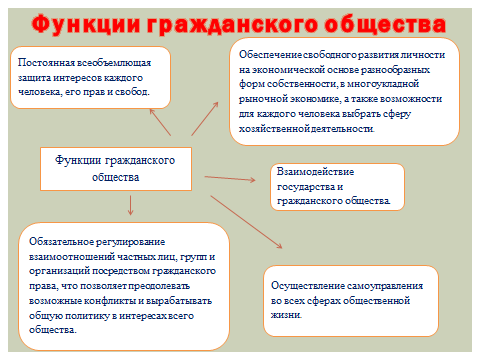 Функции гражданского общества
Постоянная всеобъемлющая
защита интересов каждого
человека, его прав и свобод.
Обеспечение свободного развития личности
на экономической основе разнообразных
форм собственности, в многоукладной
рыночной экономике, а также возможности
для каждого человека выбрать сферу
хозяйственной деятельности.
Функции гражданского
общества
Взаимодействие
государства и
гражданского общества.
Обязательное регулирование
взаимоотношений частных лиц, групп и
организаций посредством гражданского
права, что позволяет преодолевать
возможные конфликты и вырабатывать
общую политику в интересах всего
общества.
Осуществление самоуправления
во всех сферах общественной
жизни.